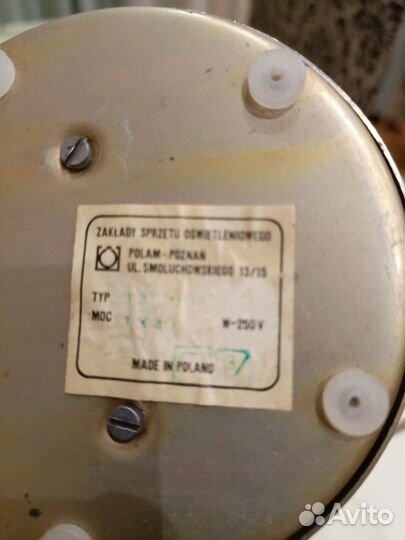 ZAKŁADY SPRZĘTU OŚWIETLENIOWEGO
POLAM-POZNAŃ
UL. SMOLUCHOWSKIEGO 13/15
TYP
MOC W-250V
MADE IN POLAND
Avito